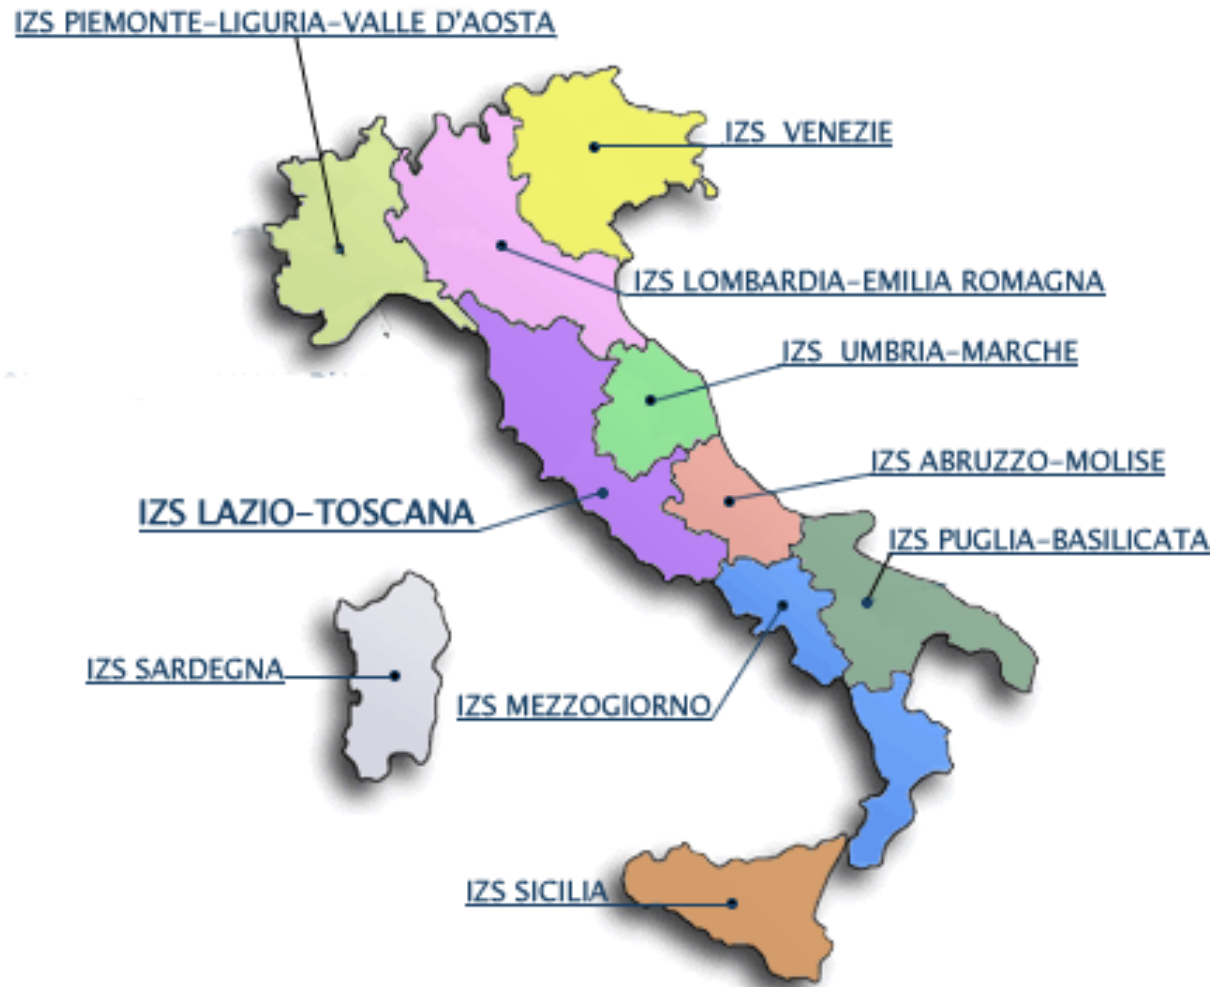 IZS PIEMONTE-LIGURIA-VALLE D'AOSTA
IZS VENEZIE
IZS LOMBARDIA-EMILIA ROMAGNA
IZS UMBRIA-MARCHE
IZS ABRUZZO-MOLISE
IZS LAZIO-TOSCANA
IZS PUGLIA-BASILICATA
IZS SARDEGNA
IZS MEZZOGIORNO
IZS SICILIA